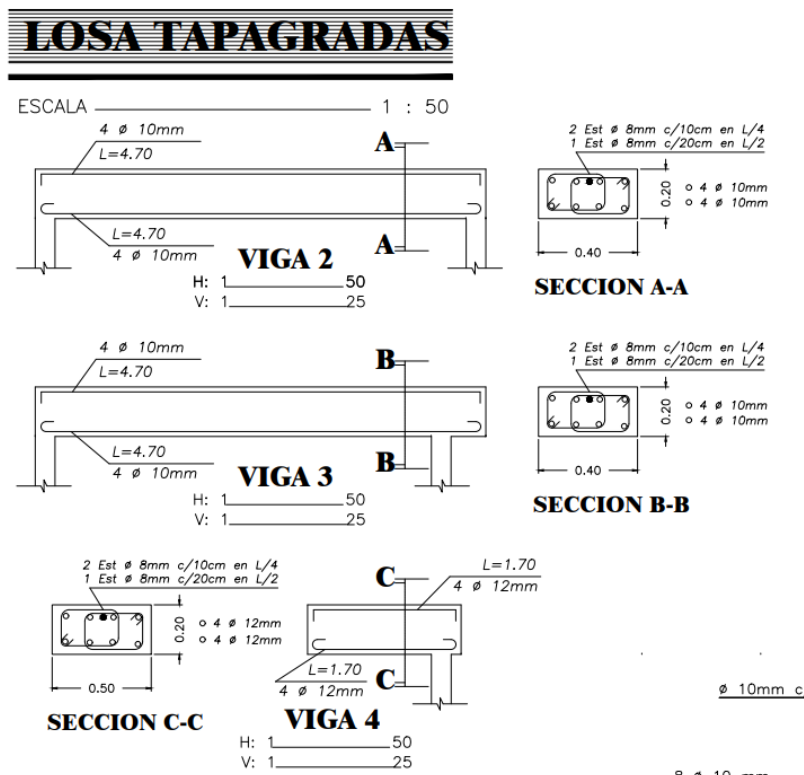 LOSA TAPAGRADAS
ESCALA 1 : 50
4 ø 10mm
L=4.70
A
A
L=4.70
4 ø 10mm
VIGA 2
H: 1 50
V: 1 25
2 Est ø 8mm c/10cm en L/4
1 Est ø 8mm c/20cm en L/2
0.20
4 ø 10mm
4 ø 10mm
0.40
SECCION A-A
4 ø 10mm
L=4.70
B
B
L=4.70
4 ø 10mm
VIGA 3
H: 1 50
V: 1 25
2 Est ø 8mm c/10cm en L/4
1 Est ø 8mm c/20cm en L/2
0.20
4 ø 10mm
4 ø 10mm
0.40
SECCION B-B
2 Est ø 8mm c/10cm en L/4
1 Est ø 8mm c/20cm en L/2
0.20
4 ø 12mm
4 ø 12mm
0.50
SECCION C-C
C
C
L=1.70
4 ø 12mm
L=1.70
4 ø 12mm
VIGA 4
H: 1 50
V: 1 25
ø 10mm c